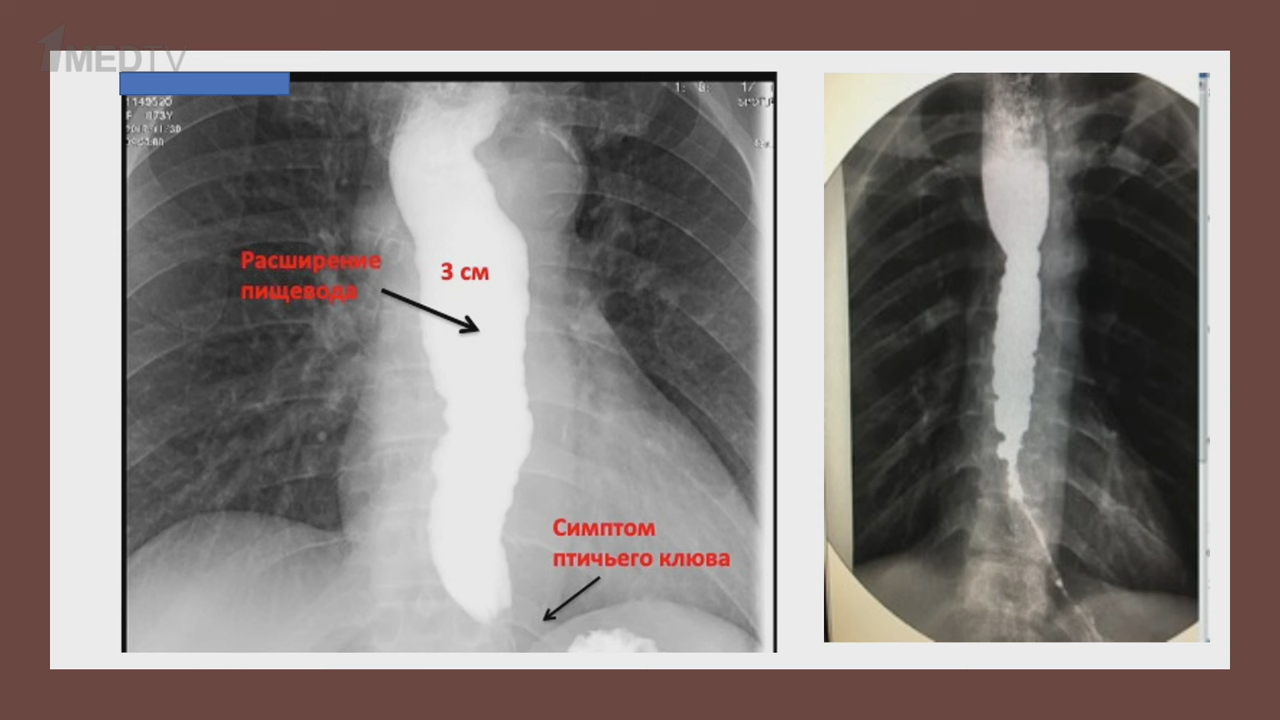 1MEDTV
Расширение
пищевода
3 см
Симптом
птичьего клюва